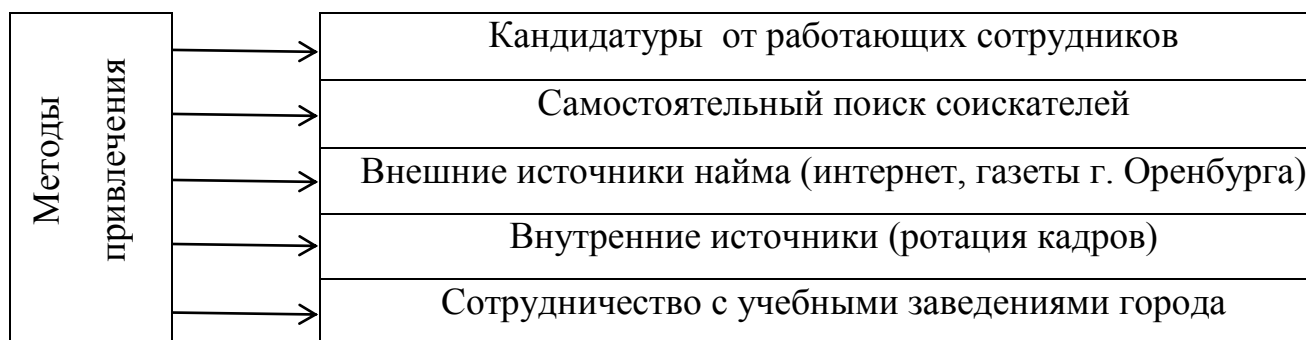 Методы
привлечения
Кандидатуры от работающих сотрудников
Самостоятельный поиск соискателей
Внешние источники найма (интернет, газеты г. Оренбурга)
Внутренние источники (ротация кадров)
Сотрудничество с учебными заведениями города